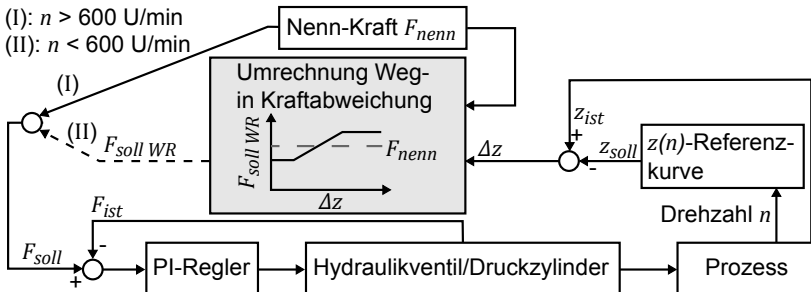 (I): n > 600 U/min
(II): n < 600 U/min
Nenn-Kraft F_nenn
(I)
Umrechnung Weg-
in Kraftabweichung
(II)
F_soll WR
F_soll WR
F_nenn
Δz
Δz
z_ist
+
z_soll
-
z(n)-Referenz-
kurve
Drehzahl n
F_ist
-
F_soll
+
PI-Regler
Hydraulikventil/Druckzylinder
Prozess